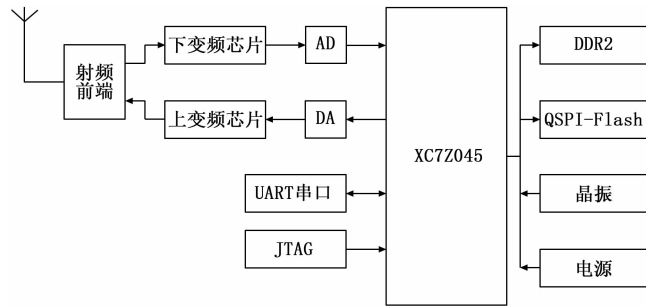 射频
前端
下变频芯片
AD
上变频芯片
DA
UART串口
JTAG
XC7Z045
DDR2
QSPI-Flash
晶振
电源